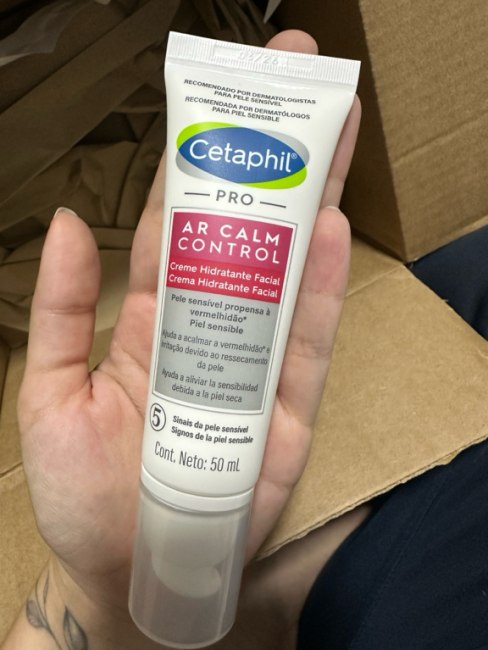 RECOMENDADO POR DERMATOLOGISTAS
PARA PELE SENSÍVEL
RECOMENDADA POR DERMATÓLOGOS
PARA PIEL SENSIBLE
Cetaphil®
PRO
AR CALM
CONTROL
Creme Hidratante Facial
Crema Hidratante Facial
Pele sensível propensa à
vermelhidão*
Piel sensible
Ajuda a acalmar a vermelhidão* e
irritação devido ao ressecamento
da pele
Ayuda a aliviar la sensibilidad
debida a la piel seca
5 Sinais da pele sensível
Signos de la piel sensible
Cont. Neto: 50 mL